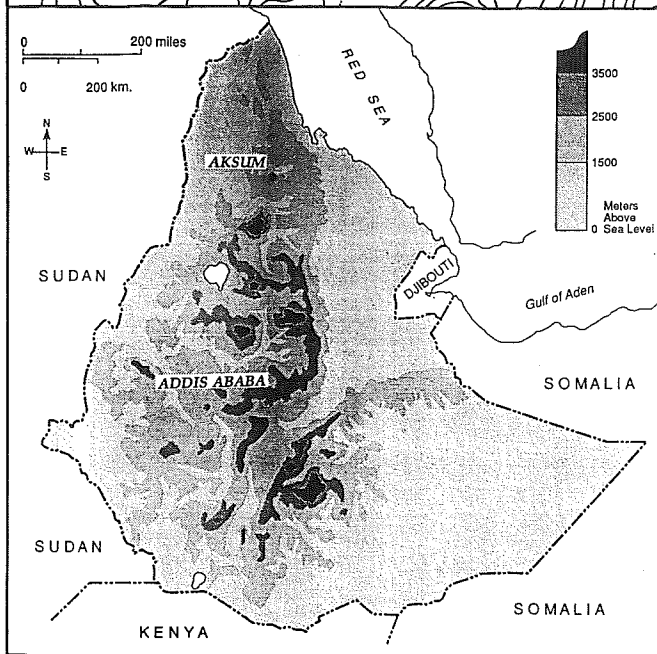 0 200 miles
0 200 km.
N
W E
S
RED SEA
3500
2500
1500
Meters
Above
0 Sea Level
AKSUM
SUDAN
DJIBOUTI
Gulf of Aden
ADDIS ABABA
SOMALIA
SUDAN
SOMALIA
KENYA